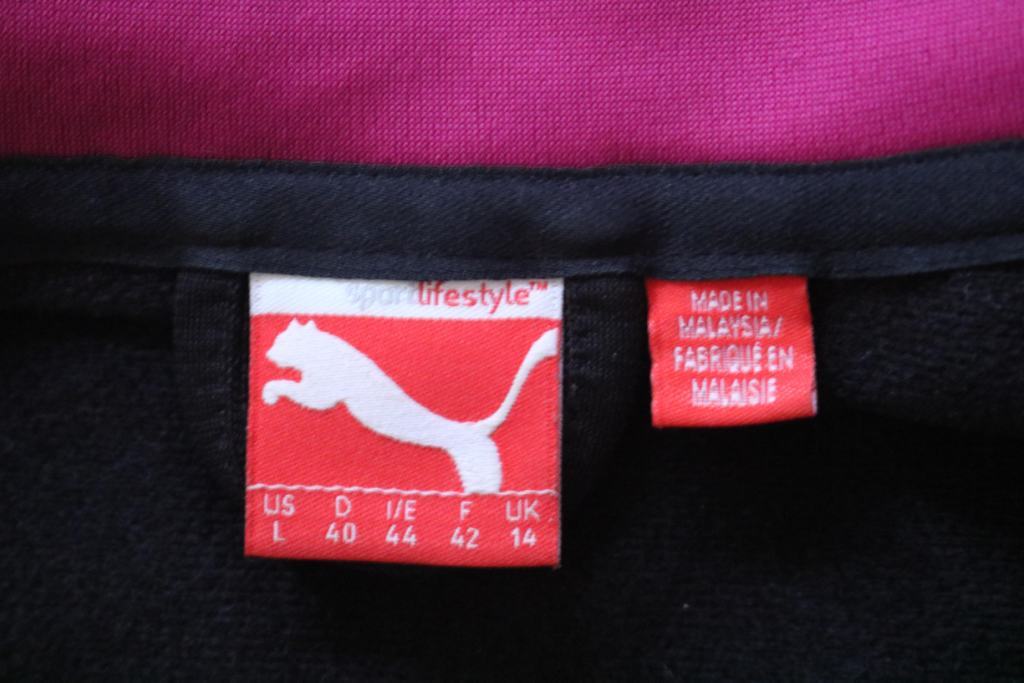 sportlifestyle™
US D I/E F UK
L 40 44 42 14
MADE IN
MALAYSIA/
FABRIQUÉ EN
MALAISIE